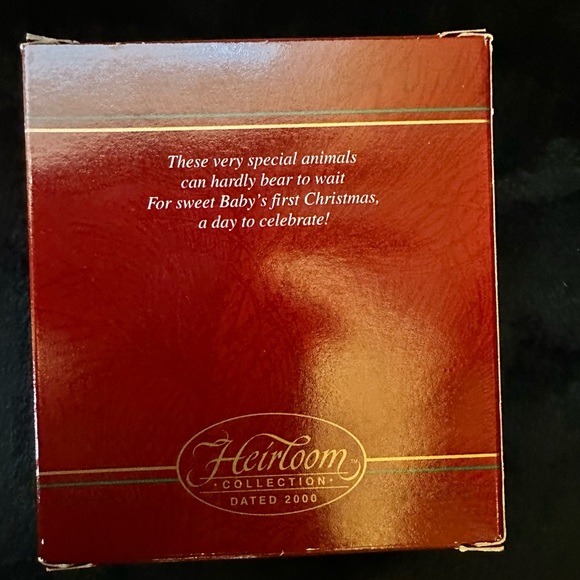 These very special animals
can hardly bear to wait
For sweet Baby's first Christmas,
a day to celebrate!
Heirloom™
• COLLECTION •
DATED 2000